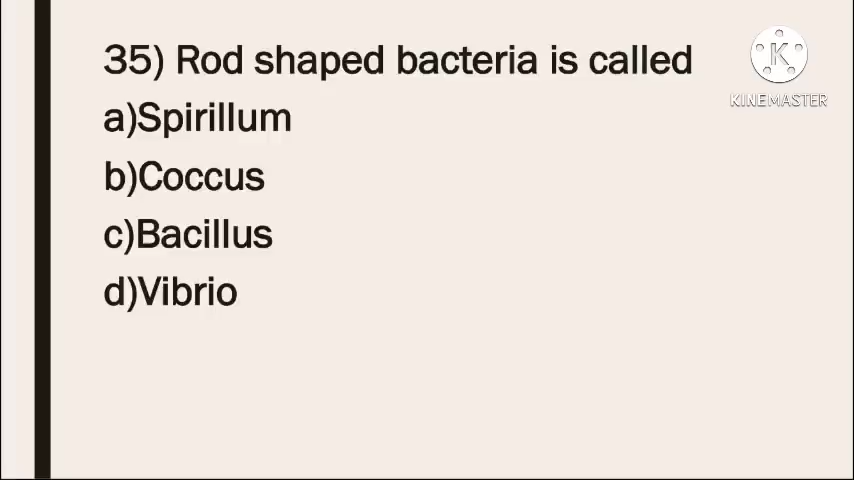 35) Rod shaped bacteria is called
a)Spirillum
b)Coccus
c)Bacillus
d)Vibrio
K
KINEMASTER